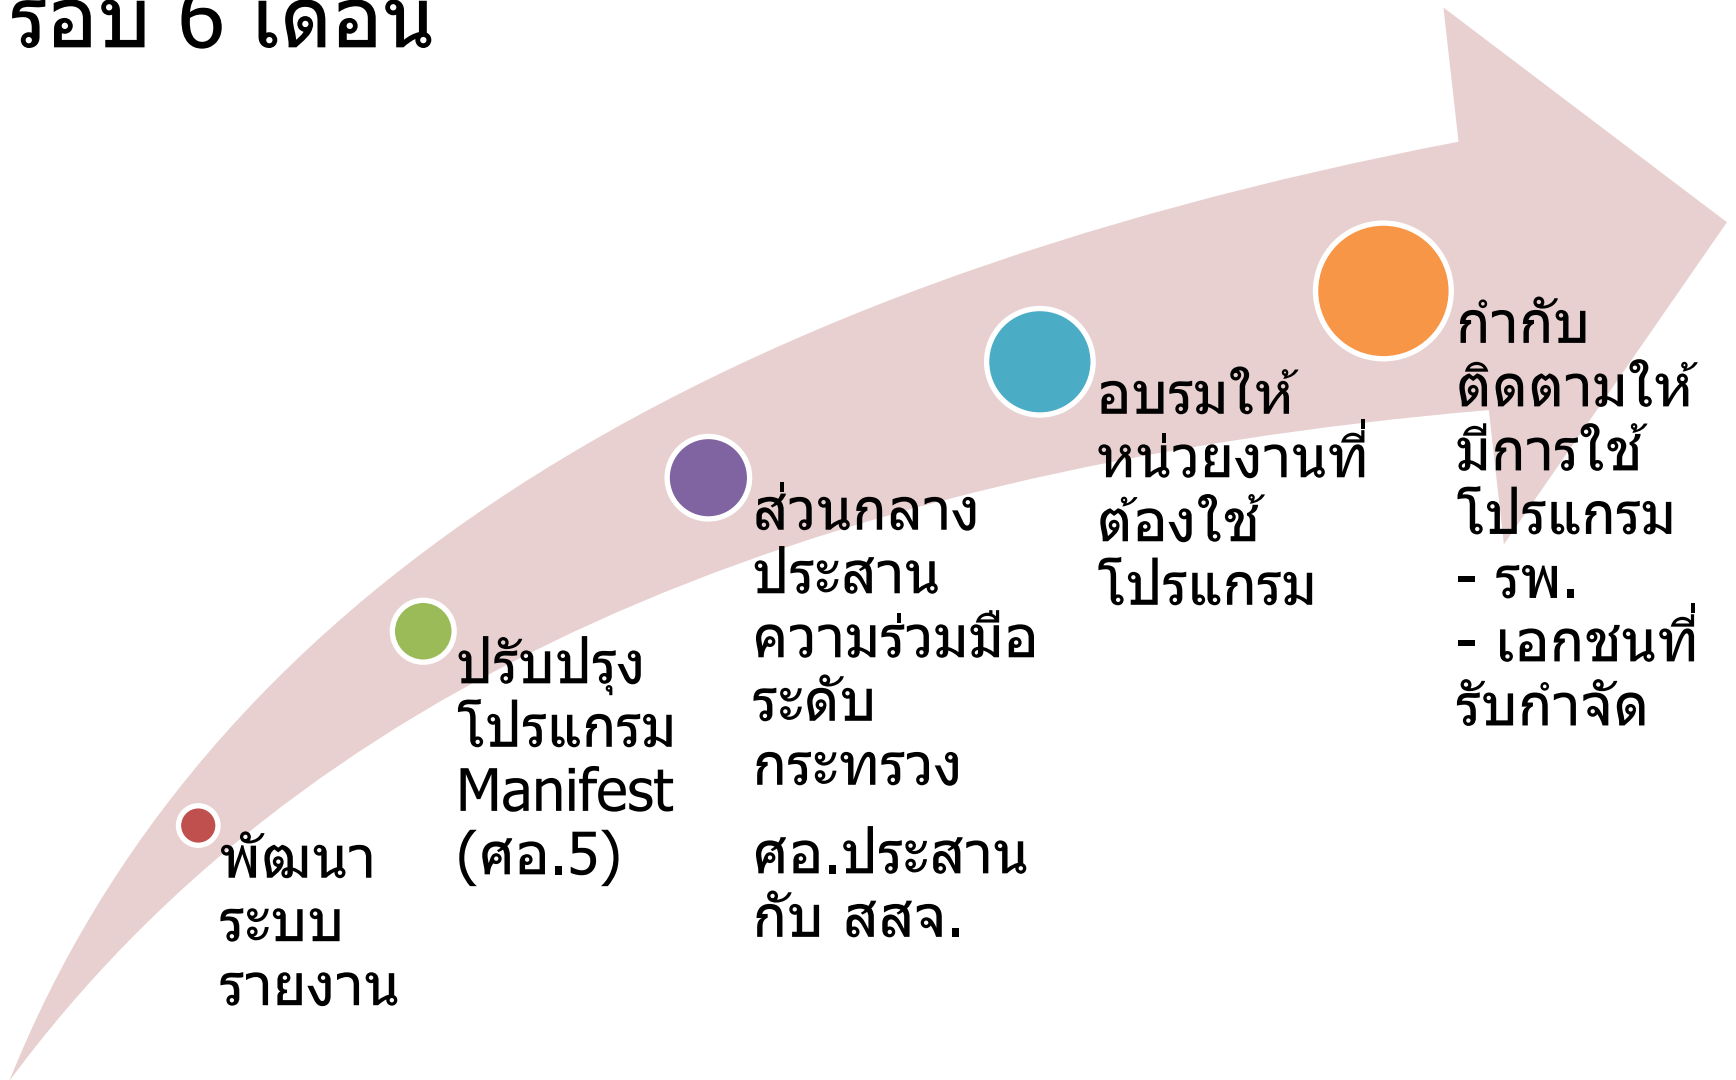 รอบ 6 เดือน
พัฒนา
ระบบ
รายงาน
ปรับปรุง
โปรแกรม
Manifest
(ศอ.5)
ส่วนกลาง
ประสาน
ความร่วมมือ
ระดับ
กระทรวง
ศอ.ประสาน
กับ สสจ.
อบรมให้
หน่วยงานที่
ต้องใช้
โปรแกรม
กำกับ
ติดตามให้
มีการใช้
โปรแกรม
- รพ.
- เอกชนที่
รับกำจัด